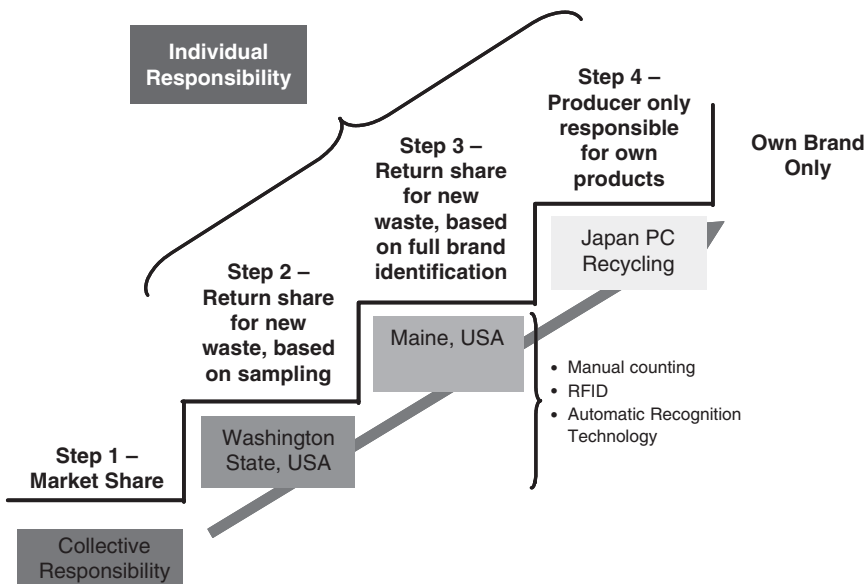 Individual
Responsibility
Step 4 –
Producer only
responsible
for own
products
Own Brand
Only
Step 3 –
Return share
for new
waste, based
on full brand
identification
Japan PC
Recycling
Step 2 –
Return share
for new
waste, based
on sampling
Maine, USA
• Manual counting
• RFID
• Automatic Recognition
Technology
Washington
State, USA
Step 1 –
Market Share
Collective
Responsibility